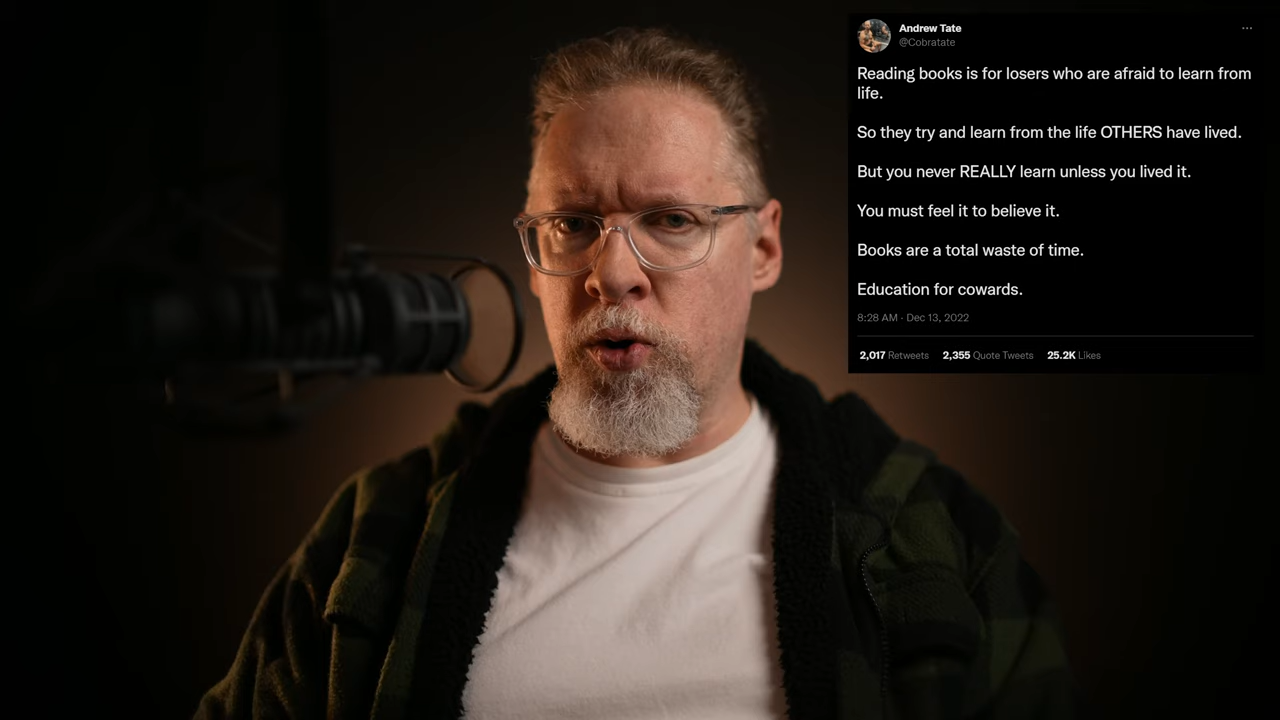 Andrew Tate
@Cobratate
Reading books is for losers who are afraid to learn from
life.
So they try and learn from the life OTHERS have lived.
But you never REALLY learn unless you lived it.
You must feel it to believe it.
Books are a total waste of time.
Education for cowards.
8:28 AM · Dec 13, 2022
2,017 Retweets 2,355 Quote Tweets 25.2K Likes